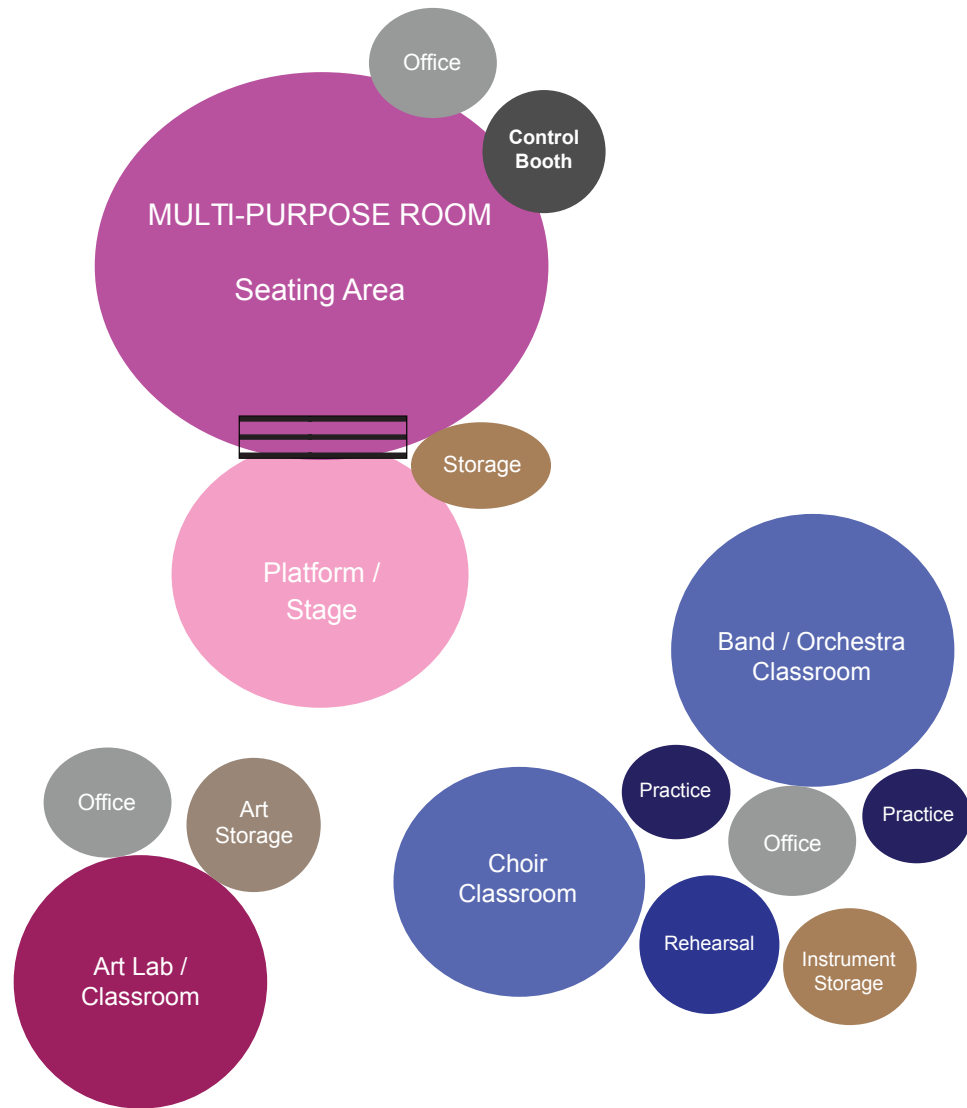 Office
Control
Booth
MULTI-PURPOSE ROOM
Seating Area
Storage
Platform /
Stage
Band / Orchestra
Classroom
Office
Art
Storage
Practice
Practice
Office
Choir
Classroom
Rehearsal
Instrument
Storage
Art Lab /
Classroom